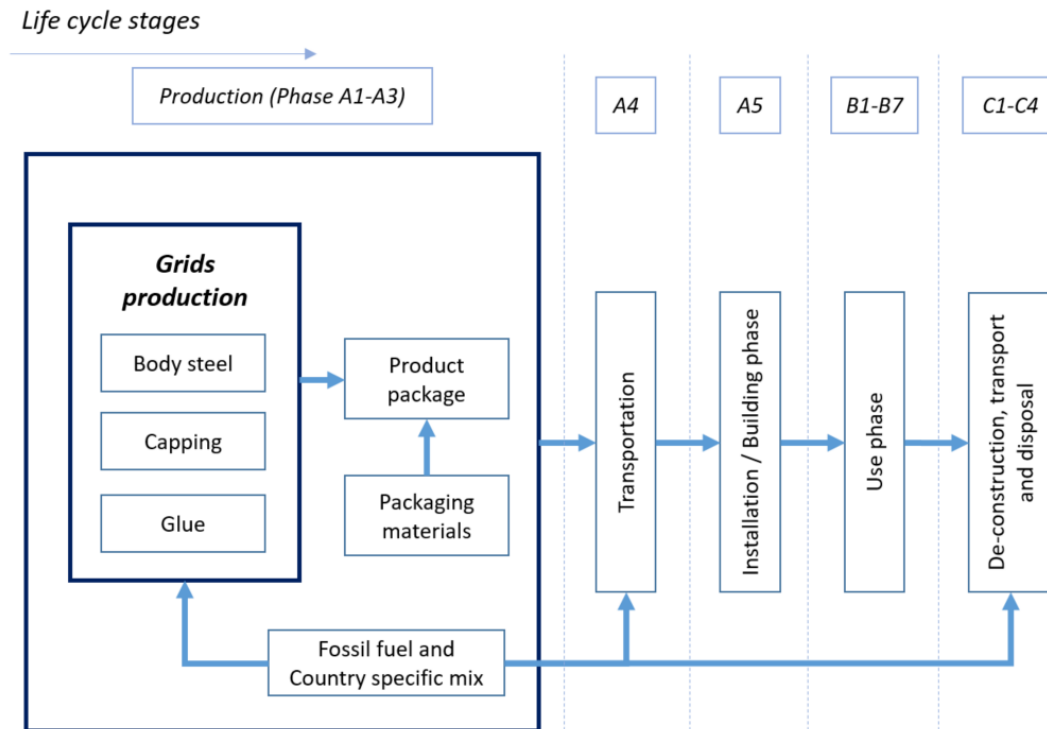 Life cycle stages
Production (Phase A1-A3)
A4
A5
B1-B7
C1-C4
Grids
production
Body steel
Capping
Glue
Product
package
Packaging
materials
Fossil fuel and
Country specific mix
Transportation
Installation / Building phase
Use phase
De-construction, transport
and disposal